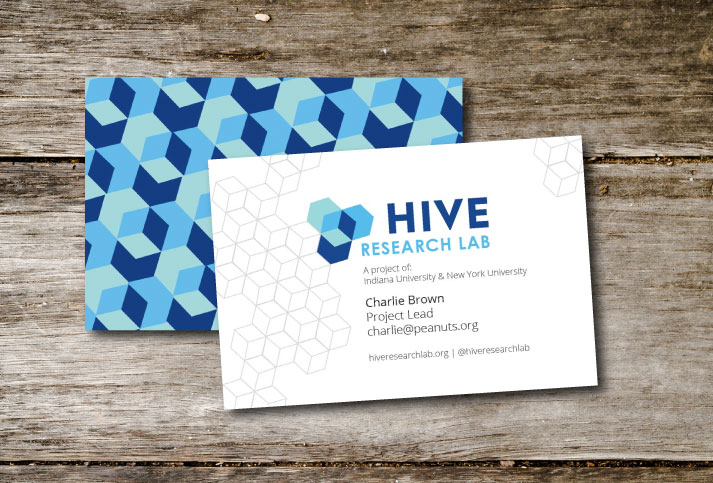 HIVE
RESEARCH LAB
A project of:
Indiana University & New York University
Charlie Brown
Project Lead
charlie@peanuts.org
hiveresearchlab.org | @hiveresearchlab